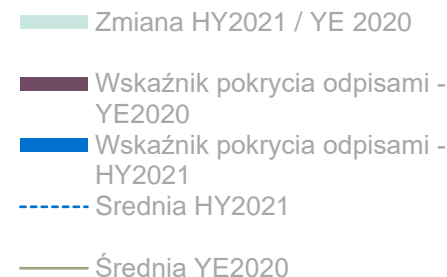 Zmiana HY2021 / YE 2020
Wskaźnik pokrycia odpisami -
YE2020
Wskaźnik pokrycia odpisami -
HY2021
Srednia HY2021
Średnia YE2020